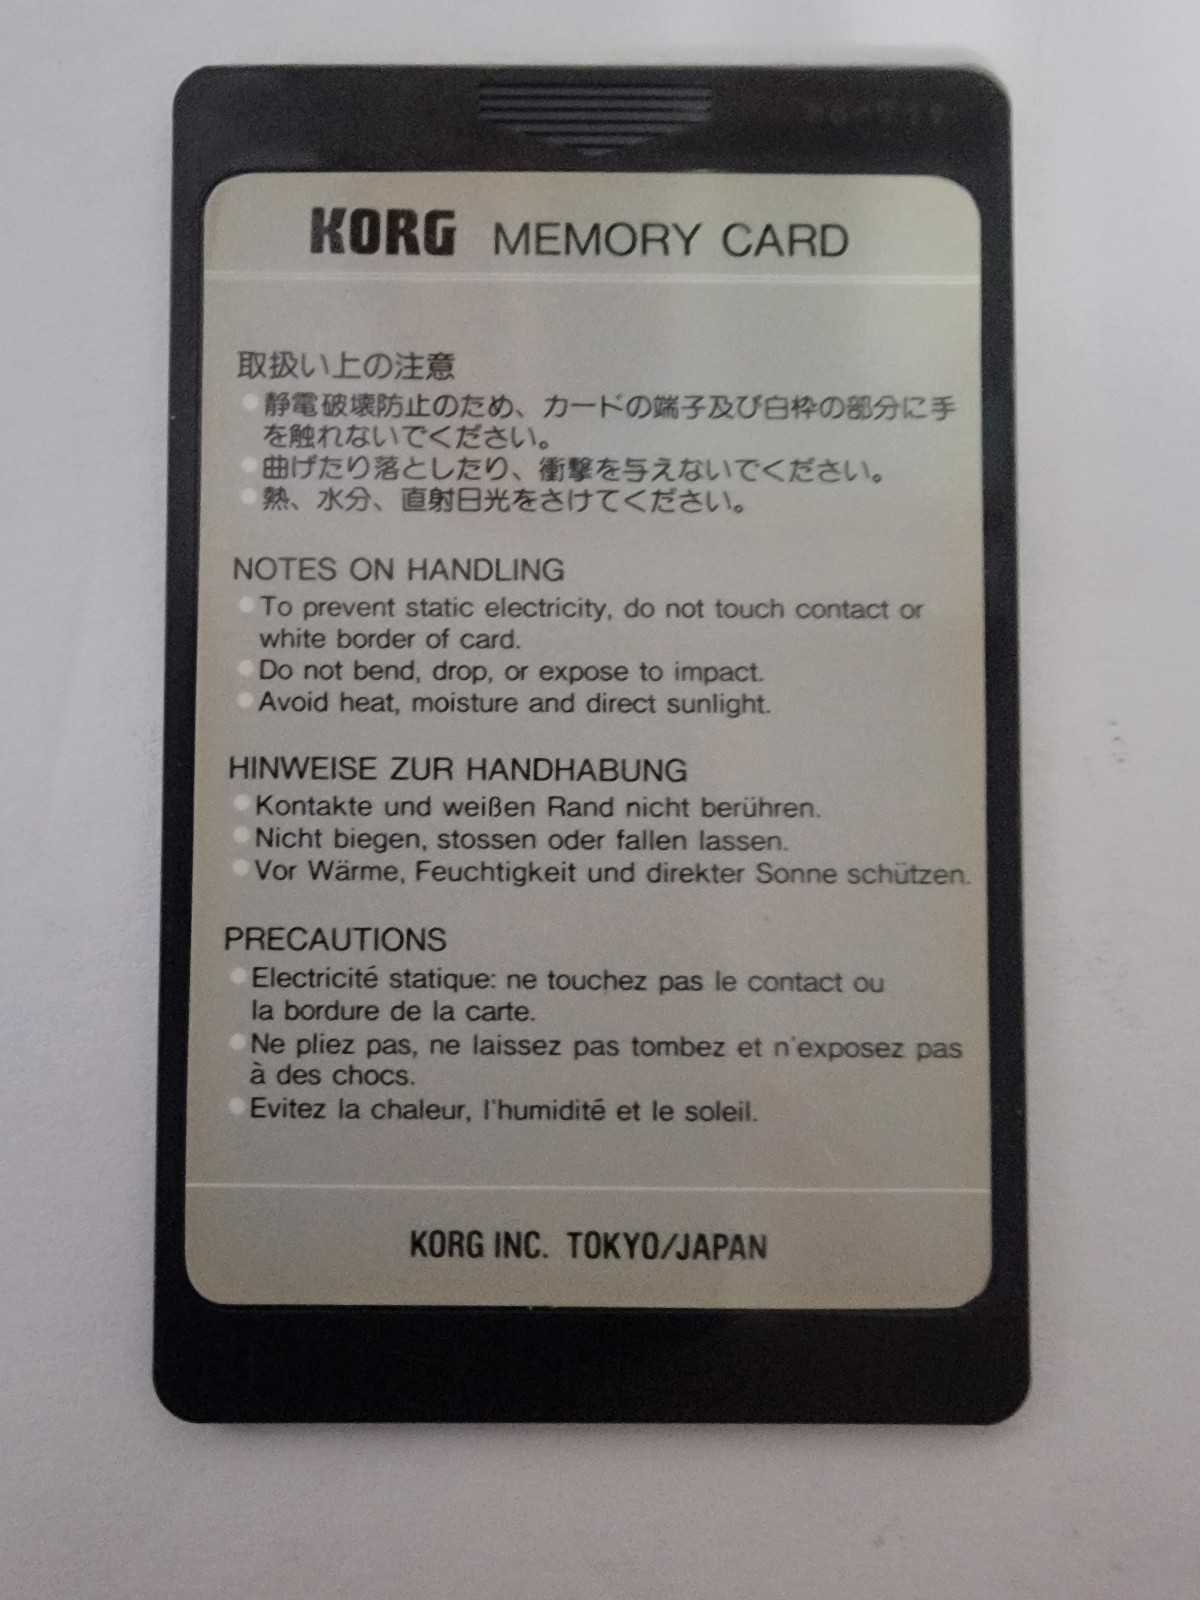 KORG MEMORY CARD
取扱い上の注意
●静電破壊防止のため、カードの端子及び白枠の部分に手
を触れないでください。
●曲げたり落としたり、衝撃を与えないでください。
●熱、水分、直射日光をさけてください。
NOTES ON HANDLING
●To prevent static electricity, do not touch contact or
white border of card.
●Do not bend, drop, or expose to impact.
●Avoid heat, moisture and direct sunlight.
HINWEISE ZUR HANDHABUNG
●Kontakte und weißen Rand nicht berühren.
●Nicht biegen, stossen oder fallen lassen.
●Vor Wärme, Feuchtigkeit und direkter Sonne schützen.
PRECAUTIONS
●Electricité statique: ne touchez pas le contact ou
la bordure de la carte.
●Ne pliez pas, ne laissez pas tombez et n'exposez pas
à des chocs.
●Evitez la chaleur, l'humidité et le soleil.
KORG INC. TOKYO/JAPAN